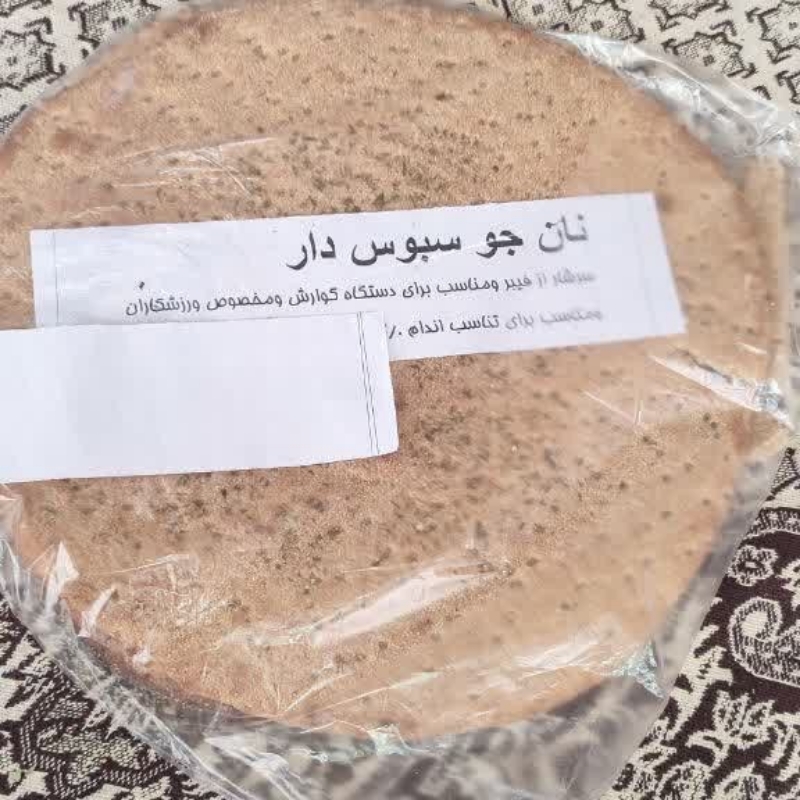 نان جو سبوس دار
سرشار از فیبر ومناسب برای دستگاه گوارش ومخصوص ورزشکاران
ومناسب برای تناسب اندام